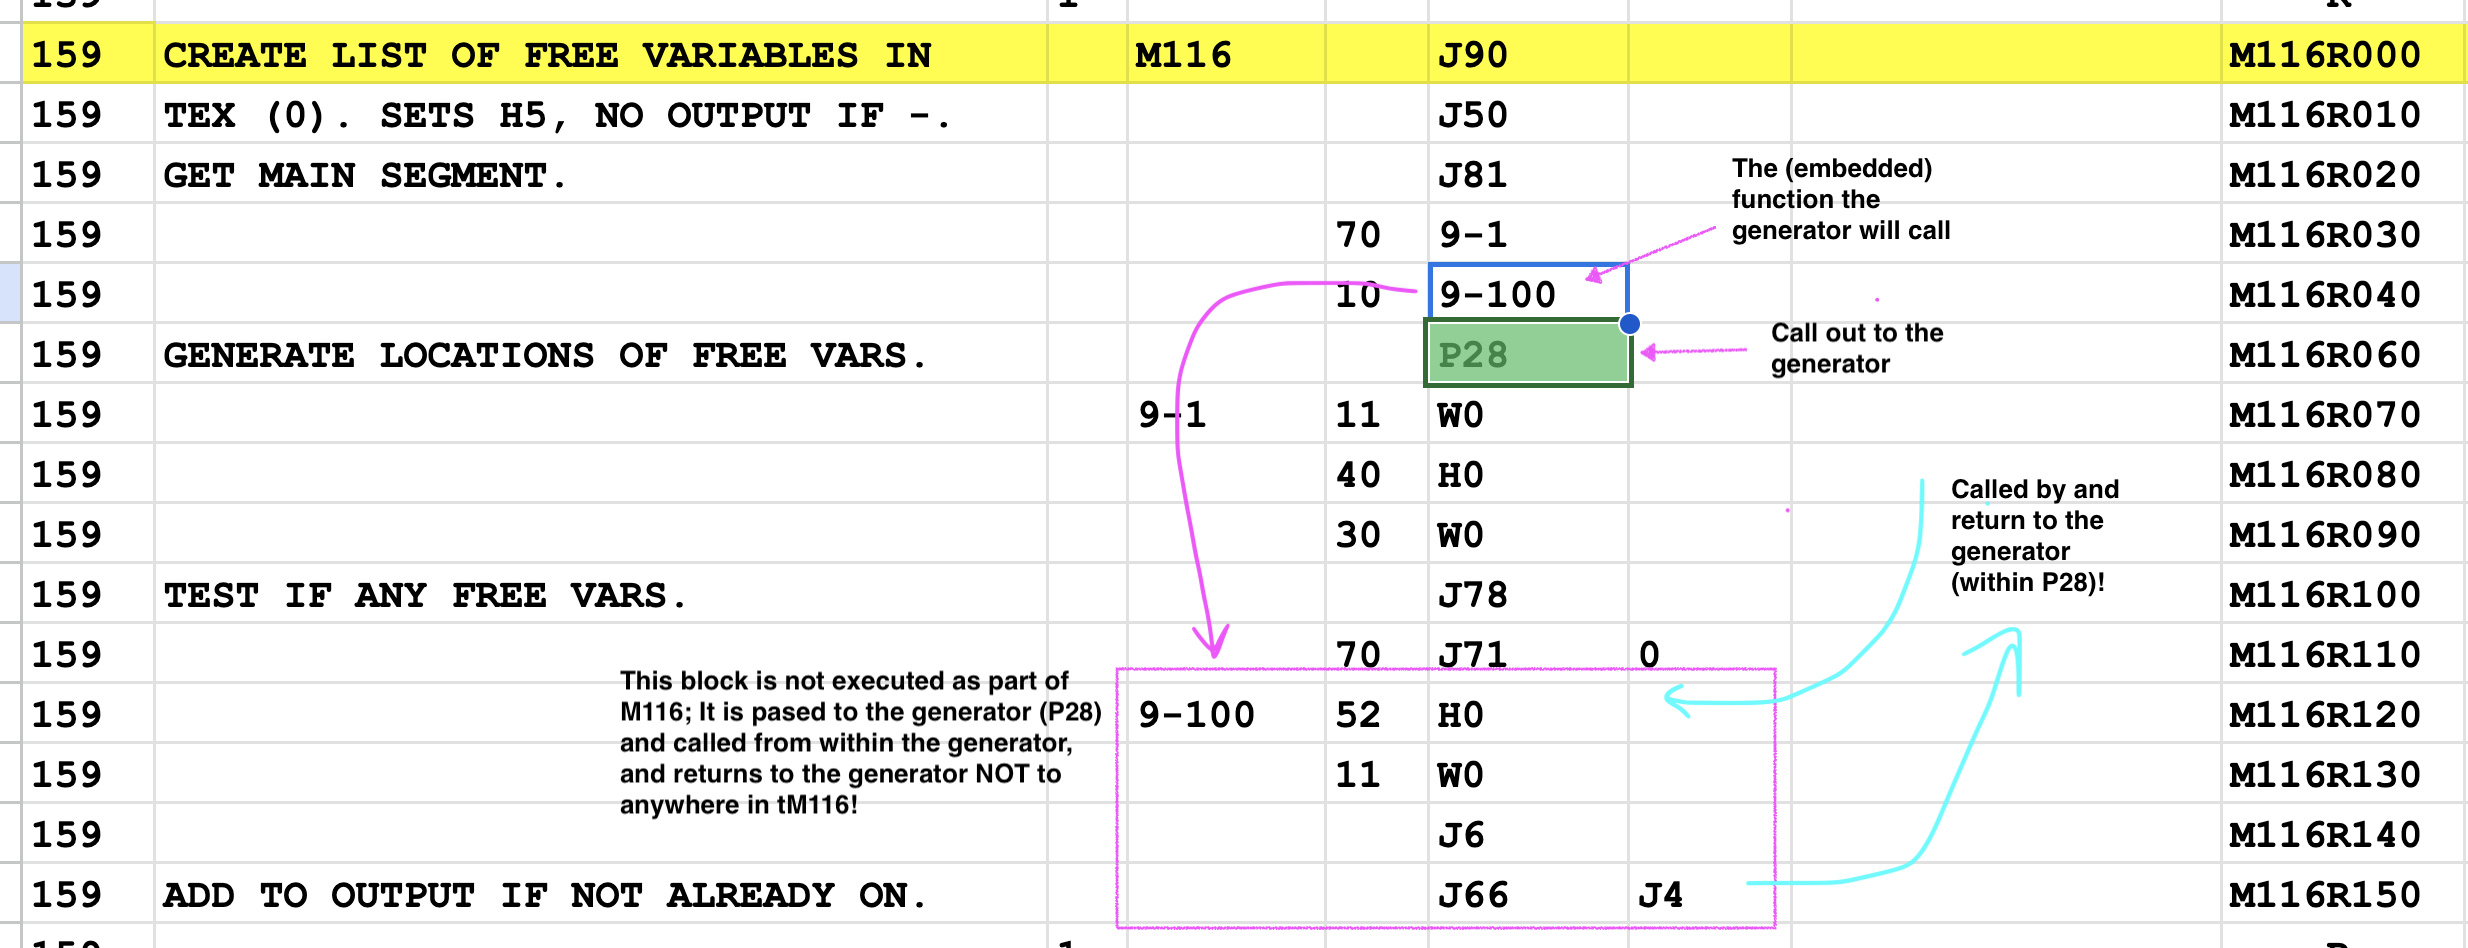 159 CREATE LIST OF FREE VARIABLES IN M116 J90 M116R000
159 TEX (0). SETS H5, NO OUTPUT IF -. J50 M116R010
159 GET MAIN SEGMENT. J81 M116R020
159 70 9-1 M116R030
The (embedded)
function the
generator will call
159 10 9-100 M116R040
159 GENERATE LOCATIONS OF FREE VARS. P28 M116R060
Call out to the
generator
159 9-1 11 W0 M116R070
159 40 H0 M116R080
159 30 W0 M116R090
Called by and
return to the
generator
(within P28)!
159 TEST IF ANY FREE VARS. J78 M116R100
159 70 J71 0 M116R110
This block is not executed as part of
M116; It is pased to the generator (P28)
and called from within the generator,
and returns to the generator NOT to
anywhere in tM116!
159 9-100 52 H0 M116R120
159 11 W0 M116R130
159 J6 M116R140
159 ADD TO OUTPUT IF NOT ALREADY ON. J66 J4 M116R150